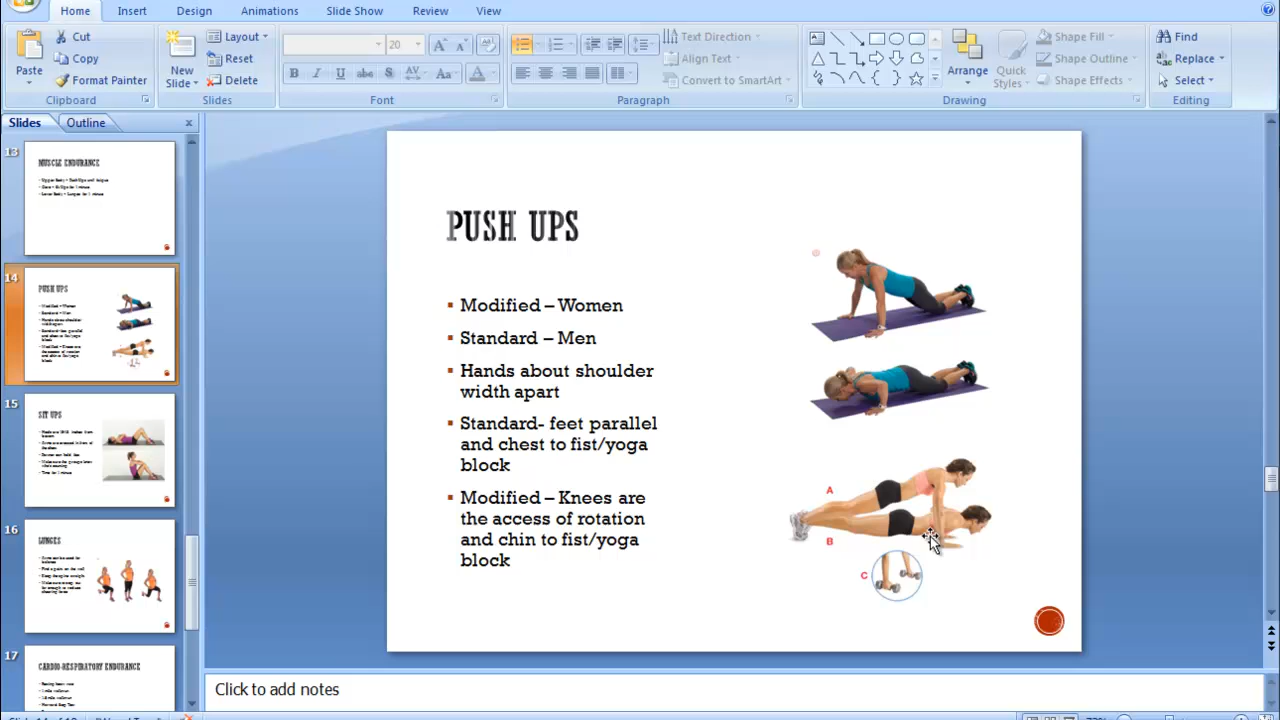 Home Insert Design Animations Slide Show Review View
Cut Layout 20 Text Direction Shape Fill Find
Paste Copy New Slide Reset Align Text Arrange Quick Styles Shape Outline Replace
Format Painter Delete Convert to SmartArt Shape Effects Select
Clipboard Slides Font Paragraph Drawing Editing
Slides Outline
13
MUSCLE ENDURANCE
14
PUSH UPS
15
SIT UPS
16
LUNGES
17
CARDIO-RESPIRATORY ENDURANCE
PUSH UPS
▪ Modified – Women
▪ Standard – Men
▪ Hands about shoulder
width apart
▪ Standard- feet parallel
and chest to fist/yoga
block
▪ Modified – Knees are
the access of rotation
and chin to fist/yoga
block
A
B
C
Click to add notes